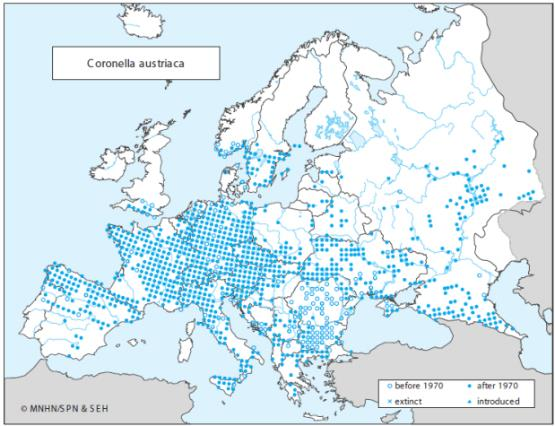 Coronella austriaca
before 1970 after 1970
extinct introduced
© MNHN/SPN & SEH